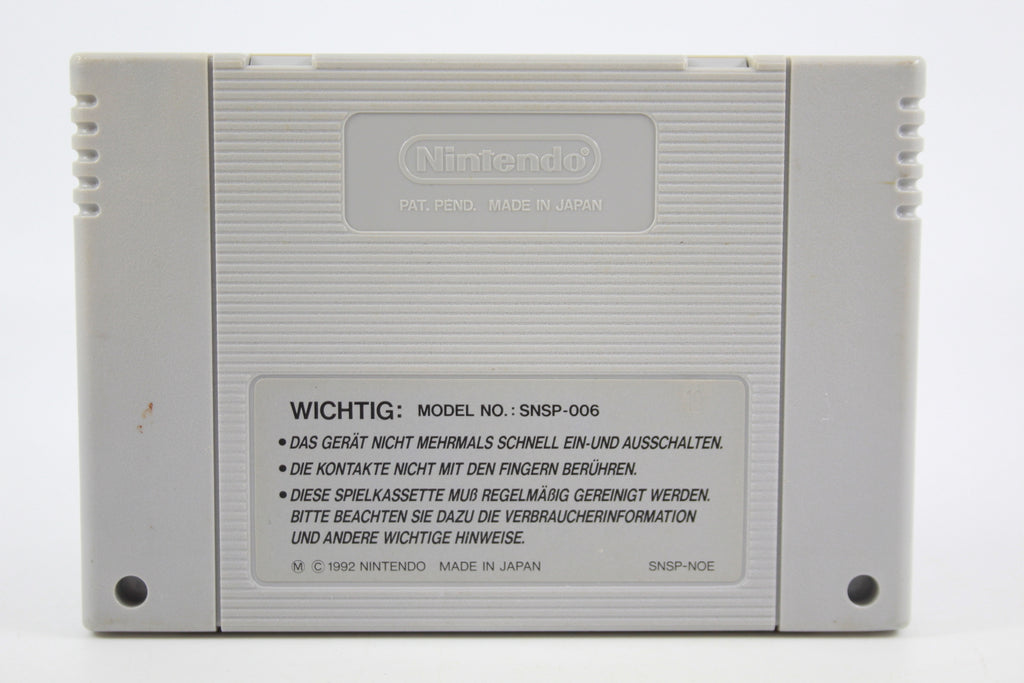 Nintendo®
PAT. PEND. MADE IN JAPAN
WICHTIG: MODEL NO.: SNSP-006
• DAS GERÄT NICHT MEHRMALS SCHNELL EIN-UND AUSSCHALTEN.
• DIE KONTAKTE NICHT MIT DEN FINGERN BERÜHREN.
• DIESE SPIELKASSETTE MUß REGELMÄßIG GEREINIGT WERDEN.
BITTE BEACHTEN SIE DAZU DIE VERBRAUCHERINFORMATION
UND ANDERE WICHTIGE HINWEISE.
Ⓜ © 1992 NINTENDO MADE IN JAPAN SNSP-NOE